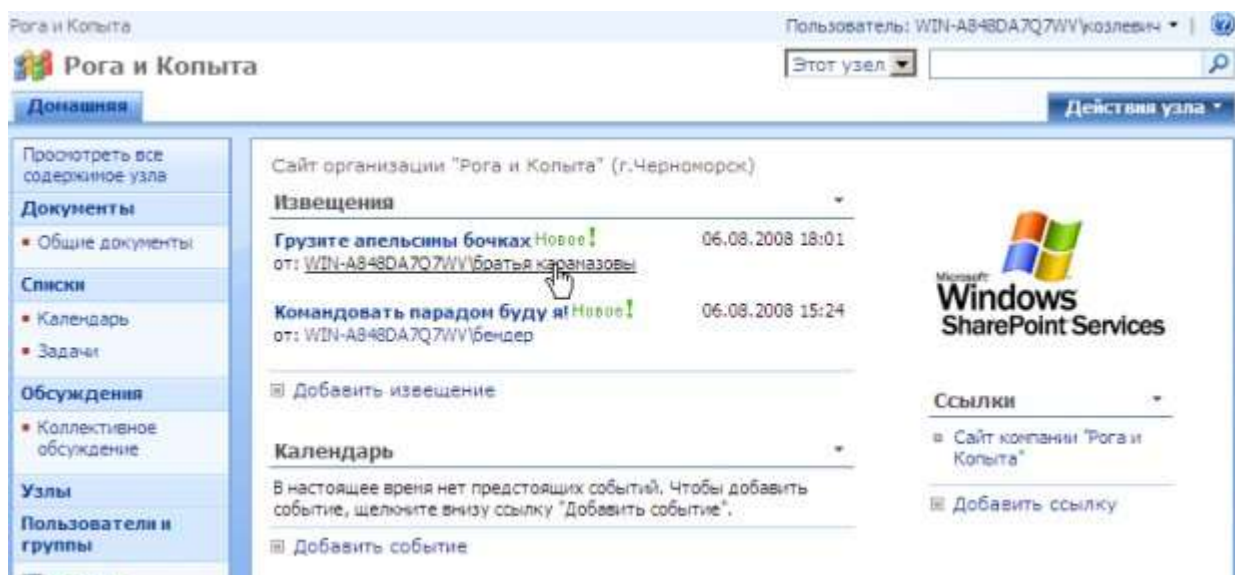 Рога и Копыта
Пользователь: WIN-A848DA7Q7WV\козлевич
Рога и Копыта
Этот узел
Домашняя
Действия узла
Просмотреть все
содержимое узла
Документы
Общие документы
Списки
Календарь
Задачи
Обсуждения
Коллективное
обсуждение
Узлы
Пользователи и
группы
Сайт организации "Рога и Копыта" (г.Черноморск)
Извещения
Грузите апельсины бочках Новое! 06.08.2008 18:01
от: WIN-A848DA7Q7WV\братья карамазовы
Командовать парадом буду я! Новое! 06.08.2008 15:24
от: WIN-A848DA7Q7WV\бендер
Добавить извещение
Календарь
В настоящее время нет предстоящих событий. Чтобы добавить
событие, щелкните внизу ссылку "Добавить событие".
Добавить событие
Microsoft
Windows
SharePoint Services
Ссылки
Сайт компании "Рога и
Копыта"
Добавить ссылку